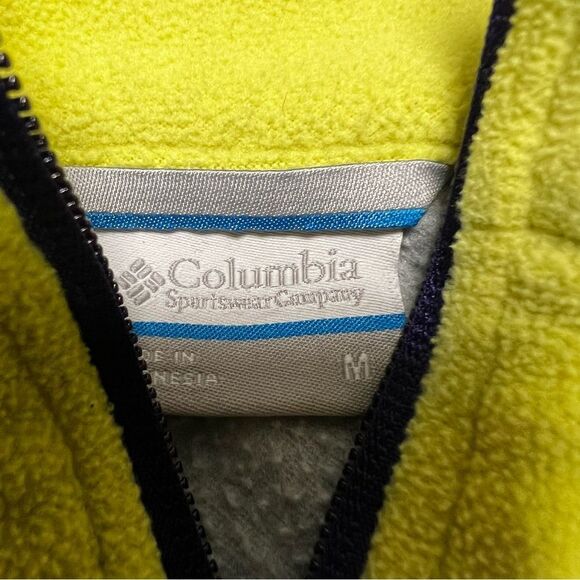 Columbia
Sportswear Company
DE IN
NESIA
M